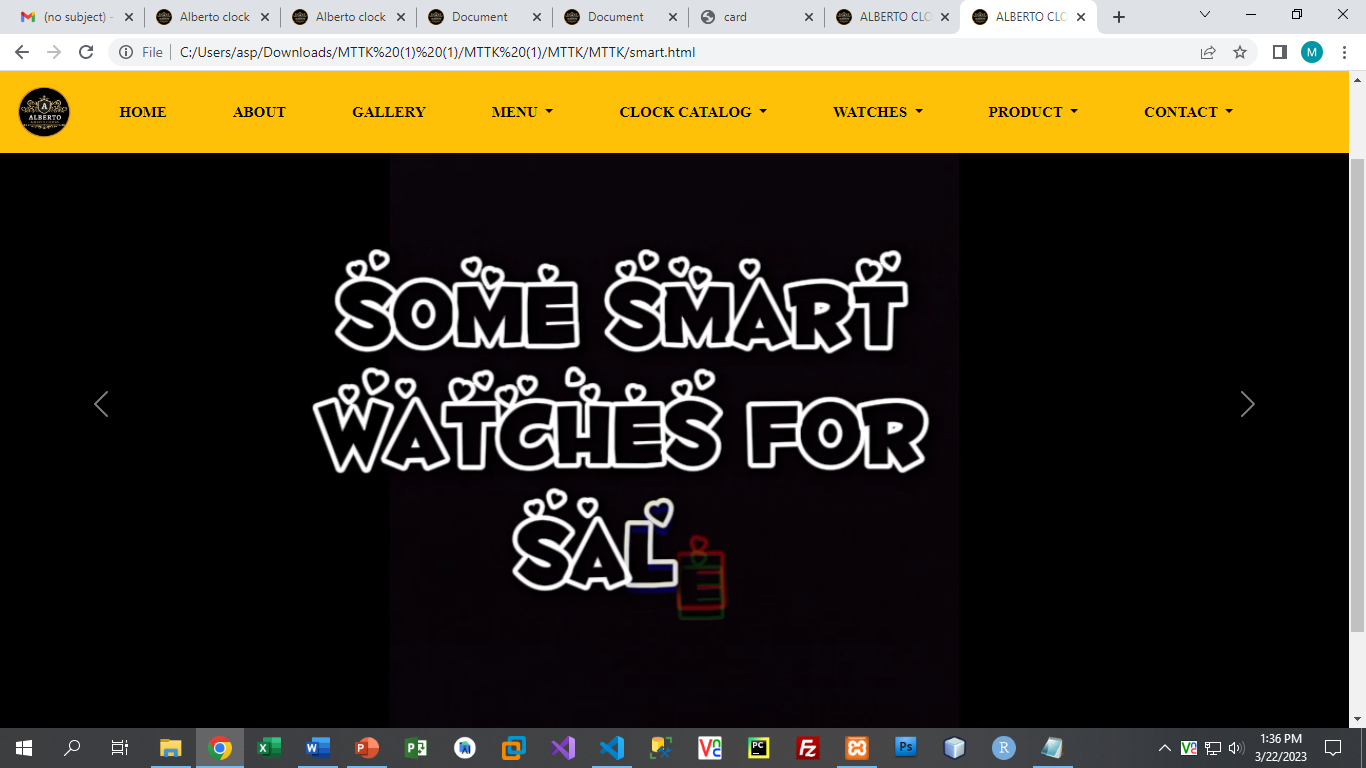 (no subject) -
Alberto clock
Alberto clock
Document
Document
card
ALBERTO CLO
ALBERTO CLO
File
C:/Users/asp/Downloads/MTTK%20(1)%20(1)/MTTK%20(1)/MTTK/MTTK/smart.html
M
A
ALBERTO
HOME
ABOUT
GALLERY
MENU
CLOCK CATALOG
WATCHES
PRODUCT
CONTACT
SOME SMART
WATCHES FOR
SALE
1:36 PM
3/22/2023